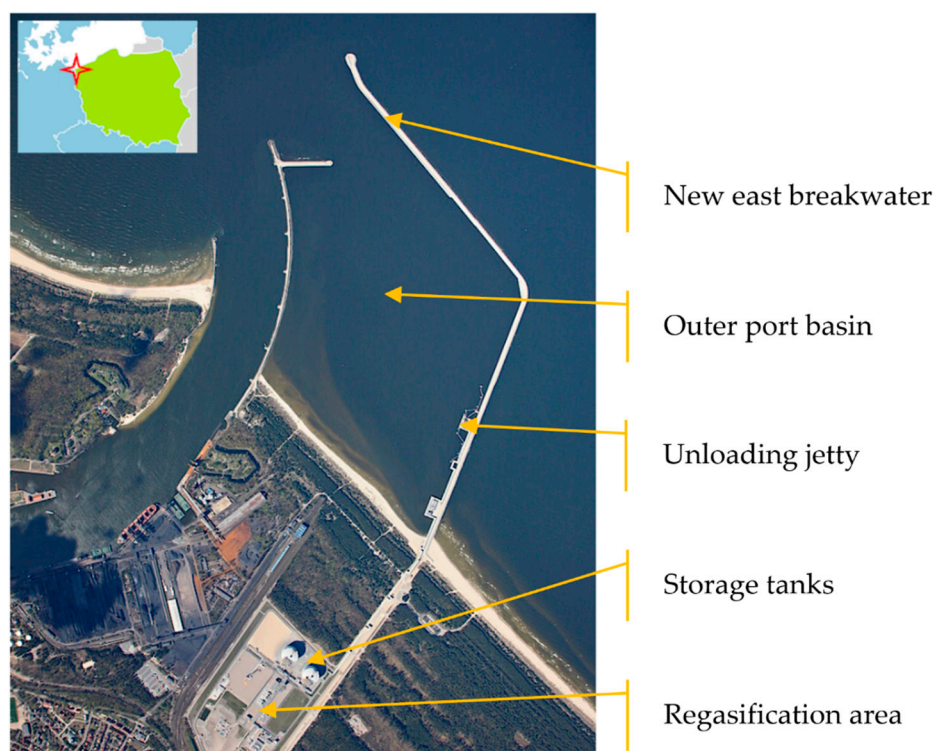 New east breakwater
Outer port basin
Unloading jetty
Storage tanks
Regasification area